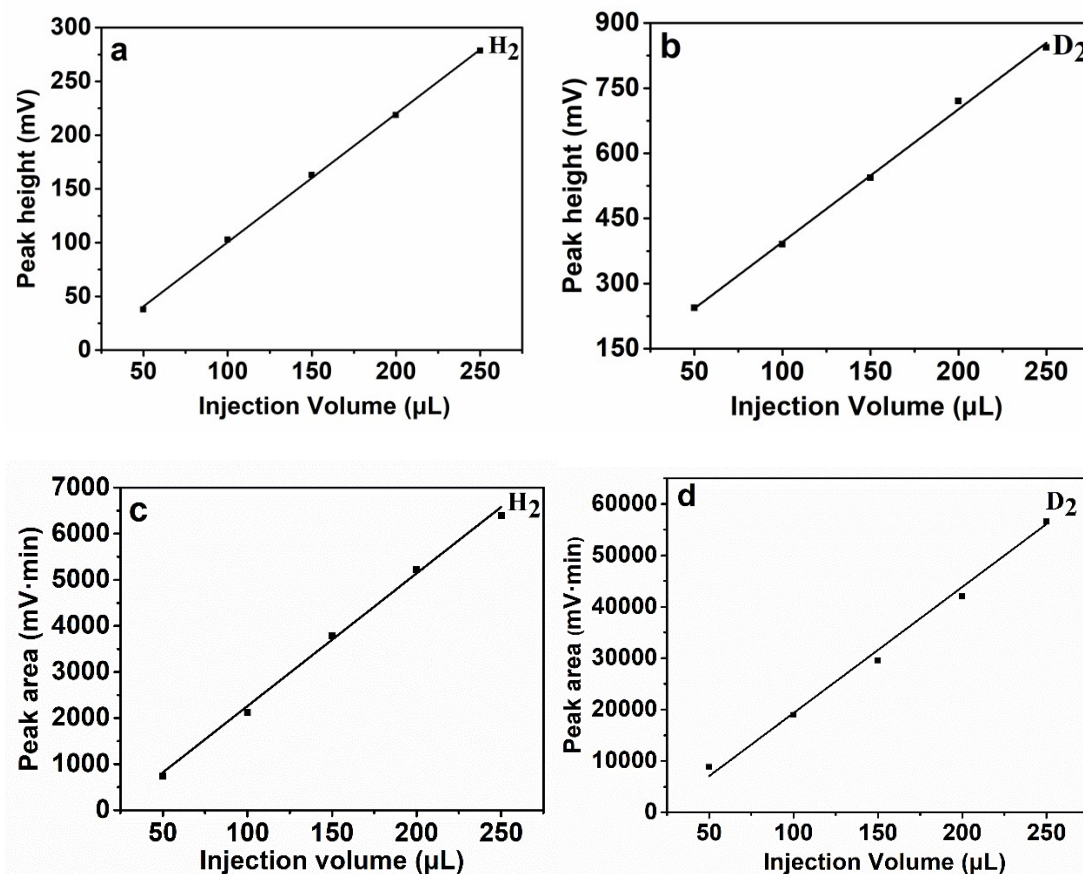 a
H2
Peak height (mV)
300
250
200
150
100
50
0
50 100 150 200 250
Injection Volume (µL)
b
D2
Peak height (mV)
900
750
600
450
300
150
50 100 150 200 250
Injection Volume (µL)
c
H2
Peak area (mV·min)
7000
6000
5000
4000
3000
2000
1000
0
50 100 150 200 250
Injection volume (µL)
d
D2
Peak area (mV·min)
60000
50000
40000
30000
20000
10000
0
50 100 150 200 250
Injection Volume (µL)